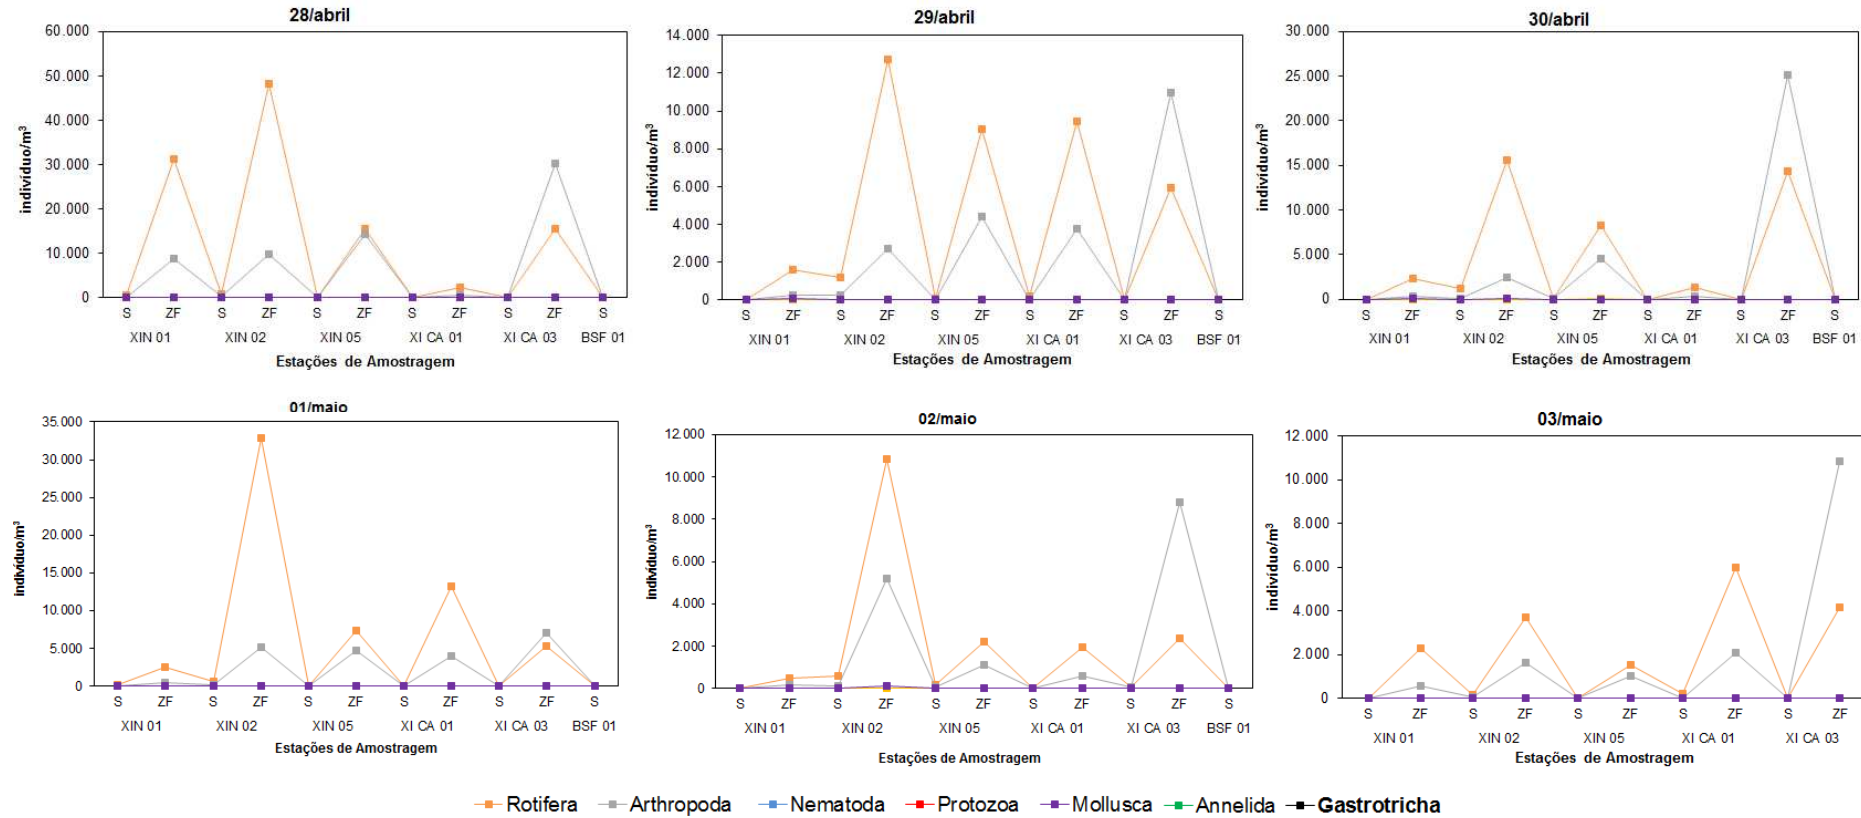 28/abril
60.000
50.000
40.000
30.000
20.000
10.000
0
indivíduo/m³
S ZF S ZF S ZF S ZF S ZF S
XIN 01 XIN 02 XIN 05 XI CA 01 XI CA 03 BSF 01
Estações de Amostragem
29/abril
14.000
12.000
10.000
8.000
6.000
4.000
2.000
0
indivíduo/m³
S ZF S ZF S ZF S ZF S ZF S
XIN 01 XIN 02 XIN 05 XI CA 01 XI CA 03 BSF 01
Estações de Amostragem
30/abril
30.000
25.000
20.000
15.000
10.000
5.000
0
indivíduo/m³
S ZF S ZF S ZF S ZF S ZF S
XIN 01 XIN 02 XIN 05 XI CA 01 XI CA 03 BSF 01
Estações de Amostragem
01/maio
35.000
30.000
25.000
20.000
15.000
10.000
5.000
0
indivíduo/m³
S ZF S ZF S ZF S ZF S ZF S
XIN 01 XIN 02 XIN 05 XI CA 01 XI CA 03 BSF 01
Estações de Amostragem
02/maio
12.000
10.000
8.000
6.000
4.000
2.000
0
indivíduo/m³
S ZF S ZF S ZF S ZF S ZF S
XIN 01 XIN 02 XIN 05 XI CA 01 XI CA 03 BSF 01
Estações de Amostragem
03/maio
12.000
10.000
8.000
6.000
4.000
2.000
0
indivíduo/m³
S ZF S ZF S ZF S ZF S ZF
XIN 01 XIN 02 XIN 05 XI CA 01 XI CA 03
Estações de Amostragem
Rotifera Arthropoda Nematoda Protozoa Mollusca Annelida Gastrotricha